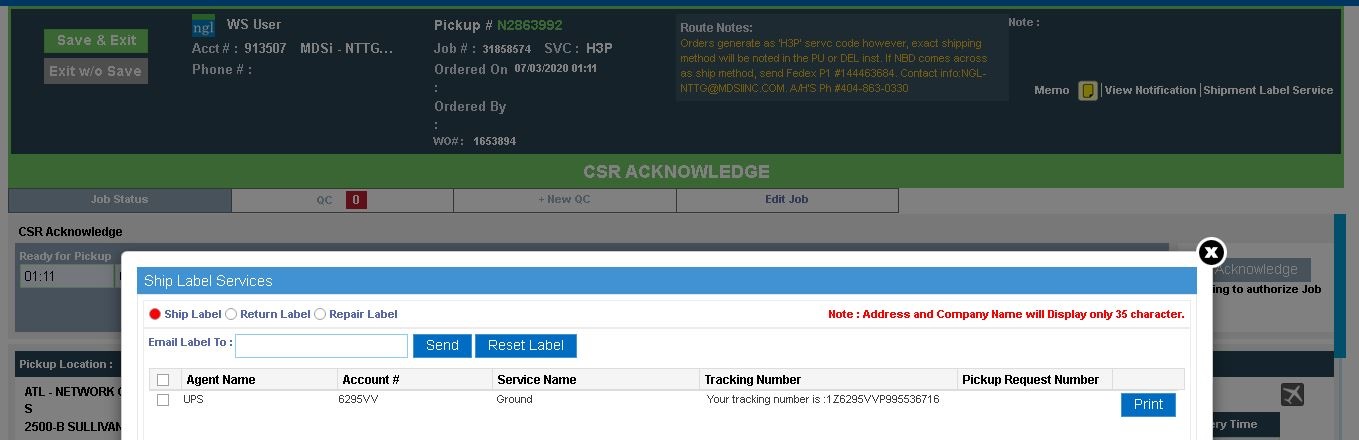 Save & Exit
Exit w/o Save
ngl WS User
Acct # : 913507 MDSi - NTTG...
Phone # :
Pickup # N2863992
Job # : 31858574 SVC : H3P
Ordered On 07/03/2020 01:11
:
Ordered By
:
WO# : 1653894
Route Notes:
Orders generate as 'H3P' servc code however, exact shipping
method will be noted in the PU or DEL inst. If NBD comes across
as ship method, send Fedex P1 #144463684. Contact info:NGL-
NTTG@MDSIINC.COM. A/H'S Ph #404-863-0330
Note :
Memo | View Notification | Shipment Label Service
CSR ACKNOWLEDGE
Job Status
QC 0
+ New QC
Edit Job
CSR Acknowledge
Ready for Pickup
01:11
Acknowledge
ing to authorize Job
Ship Label Services
X
Ship Label Return Label Repair Label
Note : Address and Company Name will Display only 35 character.
Email Label To : Send Reset Label
Agent Name Account # Service Name Tracking Number Pickup Request Number
UPS 6295VV Ground Your tracking number is :1Z6295VVP995536716 Print
Pickup Location :
ATL - NETWORK
S
2500-B SULLIVAN
ery Time